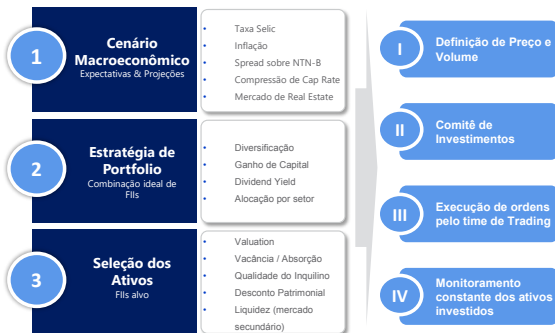 1
Cenário
Macroeconômico
Expectativas & Projeções
• Taxa Selic
• Inflação
• Spread sobre NTN-B
• Compressão de Cap Rate
• Mercado de Real Estate
2
Estratégia de
Portfolio
Combinação ideal de
FIIs
• Diversificação
• Ganho de Capital
• Dividend Yield
• Alocação por setor
3
Seleção dos
Ativos
FIIs alvo
• Valuation
• Vacância / Absorção
• Qualidade do Inquilino
• Desconto Patrimonial
• Liquidez (mercado
secundário)
I
Definição de Preço e
Volume
II
Comitê de
Investimentos
III
Execução de ordens
pelo time de Trading
IV
Monitoramento
constante dos ativos
investidos